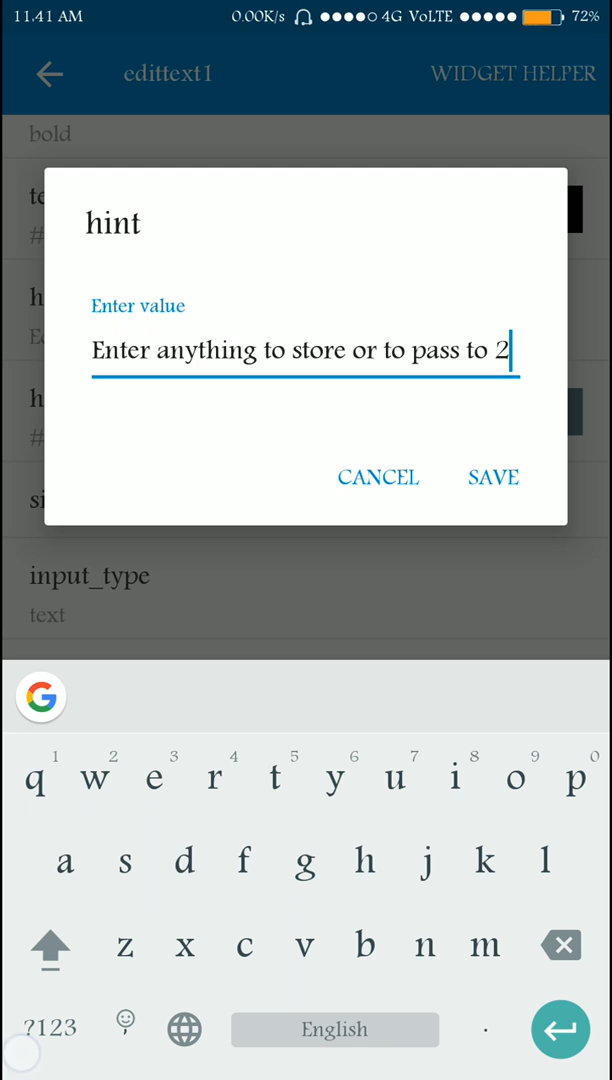 11.41 AM 0.00K/s 4G VoLTE 72%
edittext1 WIDGET HELPER
bold
te
#
hint
h
Enter value
E
Enter anything to store or to pass to 2
h
#
CANCEL SAVE
si
input_type
text
1 2 3 4 5 6 7 8 9 0
q w e r t y u i o p
a s d f g h j k l
z x c v b n m
?123 , English .